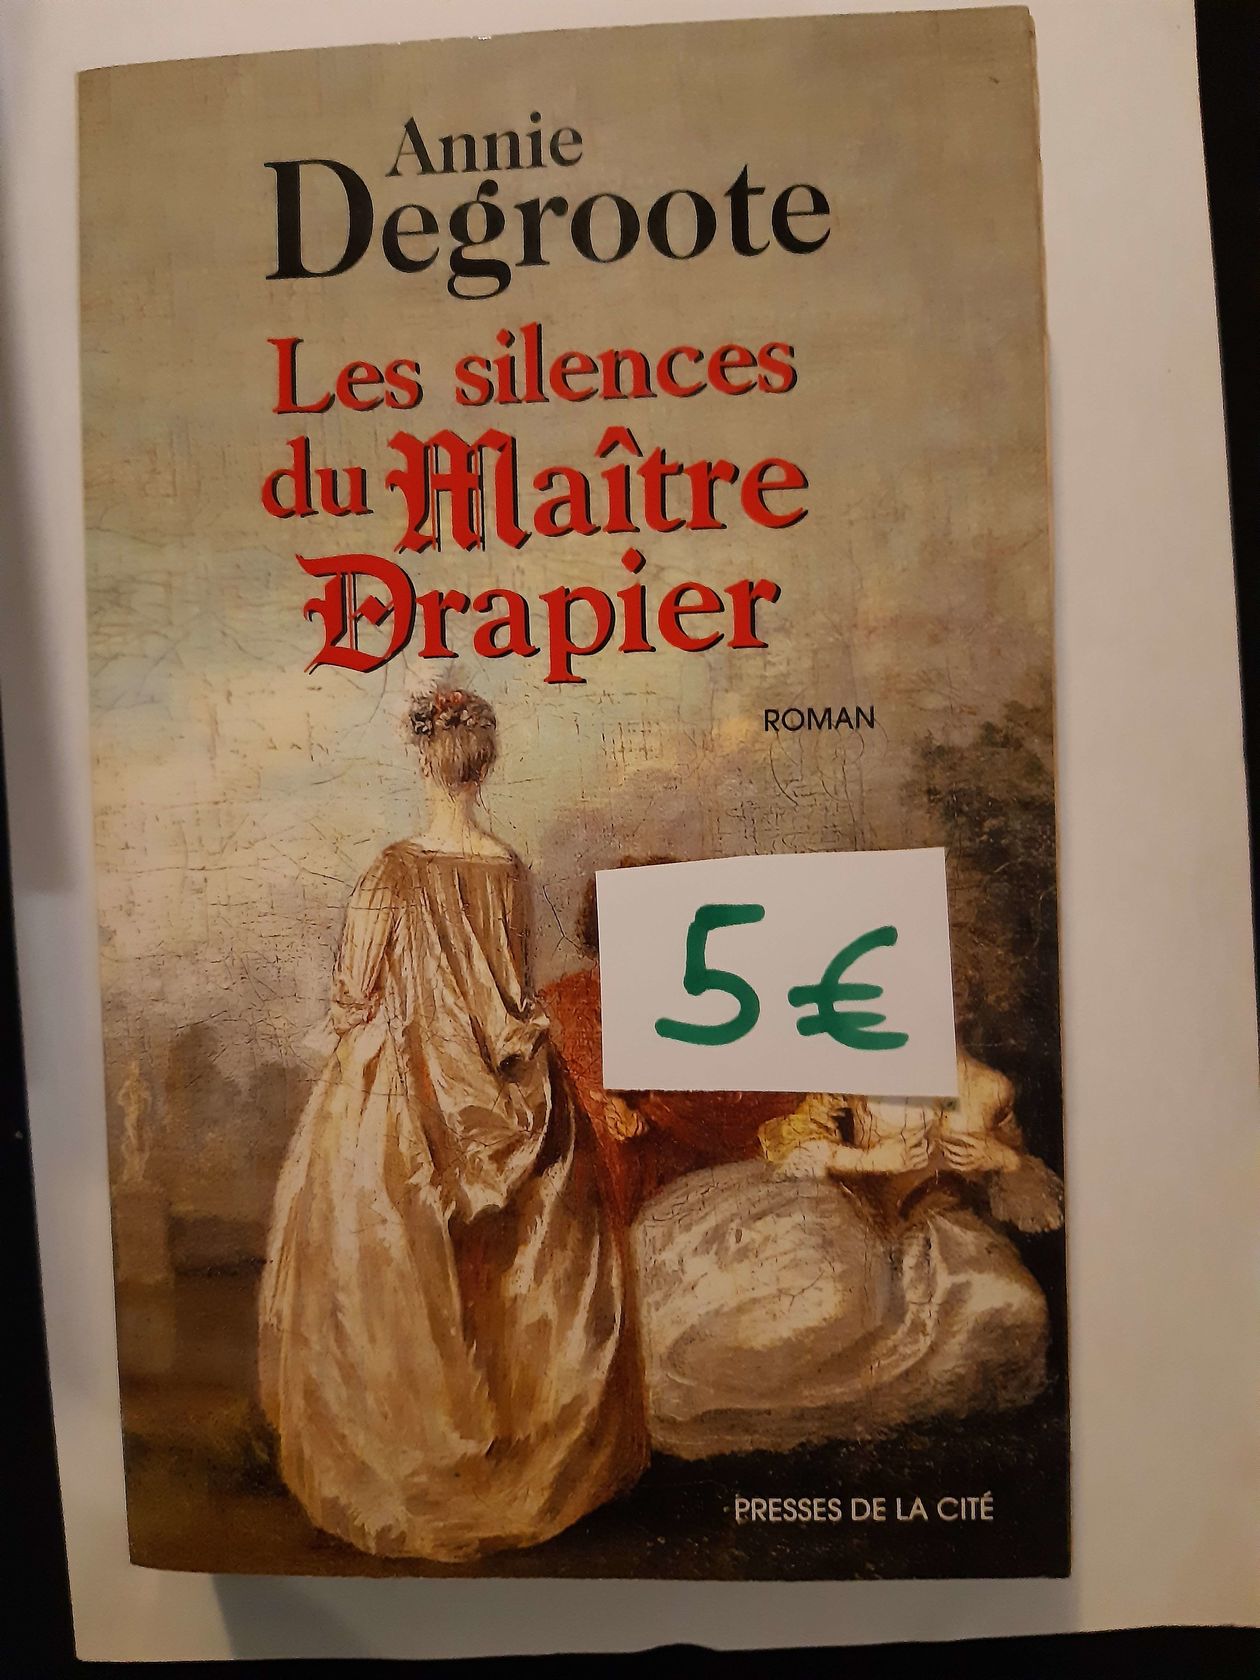 Annie
Degroote
Les silences
du Maître
Drapier
ROMAN
5€
PRESSES DE LA CITÉ